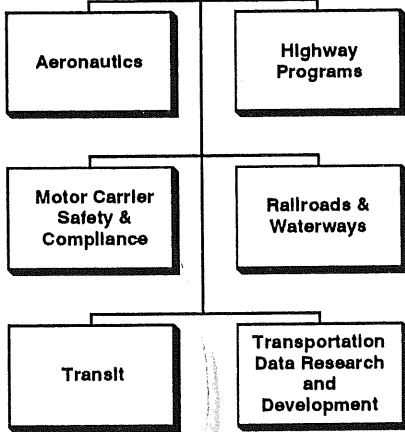 Aeronautics
Highway
Programs
Motor Carrier
Safety &
Compliance
Railroads &
Waterways
Transit
Transportation
Data Research
and
Development